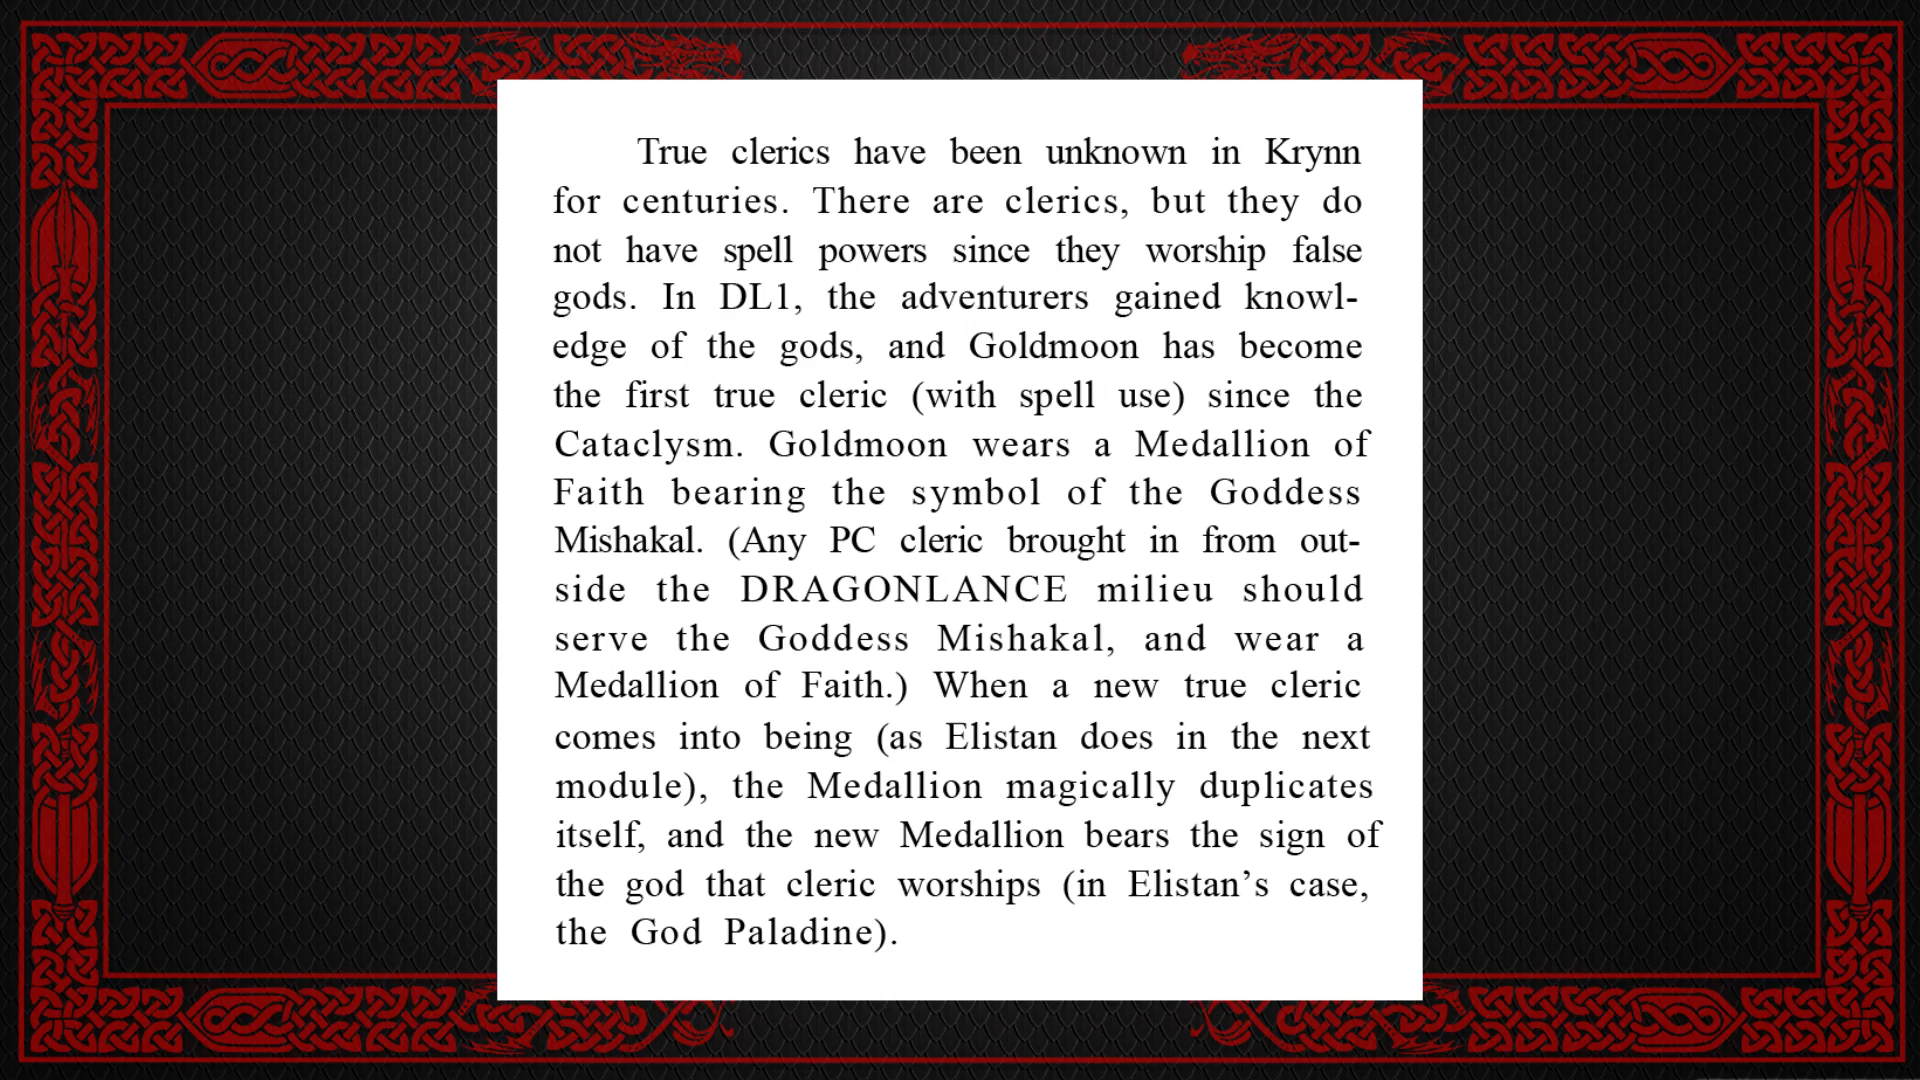 True clerics have been unknown in Krynn
for centuries. There are clerics, but they do
not have spell powers since they worship false
gods. In DL1, the adventurers gained knowl-
edge of the gods, and Goldmoon has become
the first true cleric (with spell use) since the
Cataclysm. Goldmoon wears a Medallion of
Faith bearing the symbol of the Goddess
Mishakal. (Any PC cleric brought in from out-
side the DRAGONLANCE milieu should
serve the Goddess Mishakal, and wear a
Medallion of Faith.) When a new true cleric
comes into being (as Elistan does in the next
module), the Medallion magically duplicates
itself, and the new Medallion bears the sign of
the god that cleric worships (in Elistan’s case,
the God Paladine).